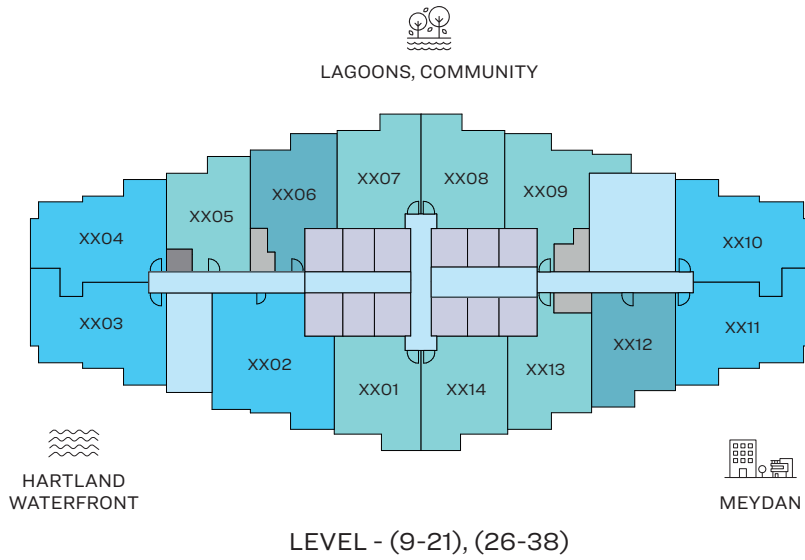 LAGOONS, COMMUNITY
XX07
XX08
XX06
XX09
XX05
XX04
XX10
XX03
XX11
XX02
XX12
XX13
XX01
XX14
HARTLAND
WATERFRONT
MEYDAN
LEVEL - (9-21), (26-38)